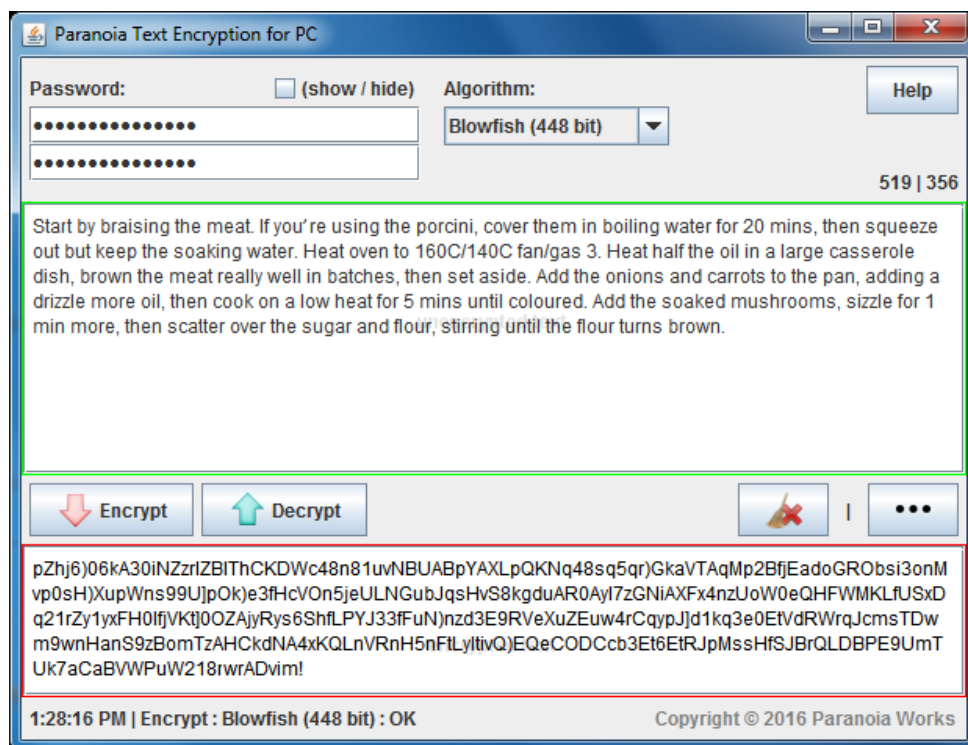 Paranoia Text Encryption for PC
Password: (show / hide) Algorithm: Help
●●●●●●●●●●●●●●● Blowfish (448 bit)
●●●●●●●●●●●●●●●
519 | 356
Start by braising the meat. If you're using the porcini, cover them in boiling water for 20 mins, then squeeze
out but keep the soaking water. Heat oven to 160C/140C fan/gas 3. Heat half the oil in a large casserole
dish, brown the meat really well in batches, then set aside. Add the onions and carrots to the pan, adding a
drizzle more oil, then cook on a low heat for 5 mins until coloured. Add the soaked mushrooms, sizzle for 1
min more, then scatter over the sugar and flour, stirring until the flour turns brown.
Encrypt Decrypt | •••
pZhj6)06kA30iNZzrIZBIThCKDWc48n81uvNBUABpYAXLpQKNq48sq5qr)GkaVTAqMp2BfjEadoGRObsi3onM
vp0sH)XupWns99U]pOk)e3fHcVOn5jeULNGubJqsHvS8kgduAR0AyI7zGNiAXFx4nzUoW0eQHFWMKLfUSxD
q21rZy1yxFH0IfjVKt]0OZAjyRys6ShfLPYJ33fFuN)nzd3E9RVeXuZEuw4rCqypJ]d1kq3e0EtVdRWrqJcmsTDw
m9wnHanS9zBomTzAHCkdNA4xKQLnVRnH5nFtLyItivQ)EQeCODCcb3Et6EtRJpMssHfSJBrQLDBPE9UmT
Uk7aCaBVWPuW218rwrADvim!
1:28:16 PM | Encrypt : Blowfish (448 bit) : OK Copyright © 2016 Paranoia Works